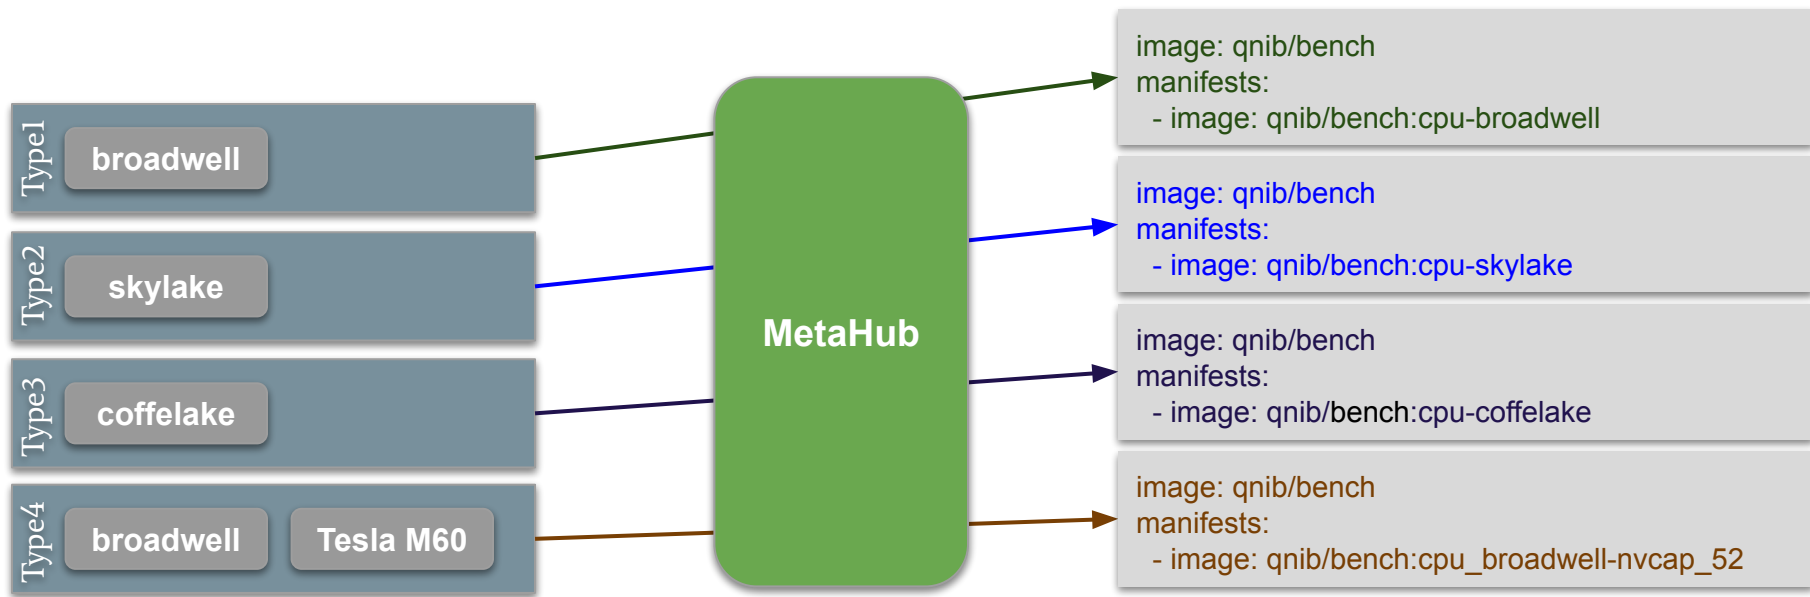 Type1
broadwell
Type2
skylake
Type3
coffelake
Type4
broadwell
Tesla M60
MetaHub
image: qnib/bench
manifests:
- image: qnib/bench:cpu-broadwell
image: qnib/bench
manifests:
- image: qnib/bench:cpu-skylake
image: qnib/bench
manifests:
- image: qnib/bench:cpu-coffelake
image: qnib/bench
manifests:
- image: qnib/bench:cpu_broadwell-nvcap_52